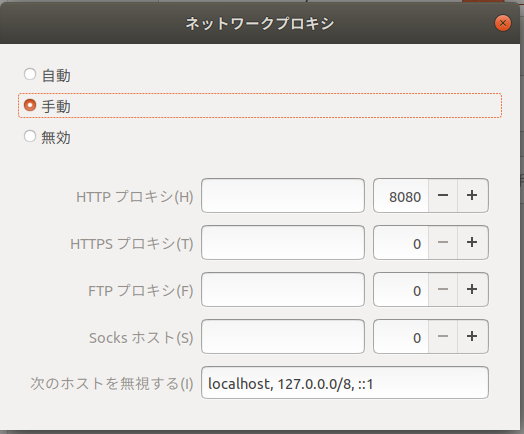 ネットワークプロキシ
自動
手動
無効
HTTP プロキシ(H) 8080 − +
HTTPS プロキシ(T) 0 − +
FTP プロキシ(F) 0 − +
Socks ホスト(S) 0 − +
次のホストを無視する(I) localhost, 127.0.0.0/8, ::1